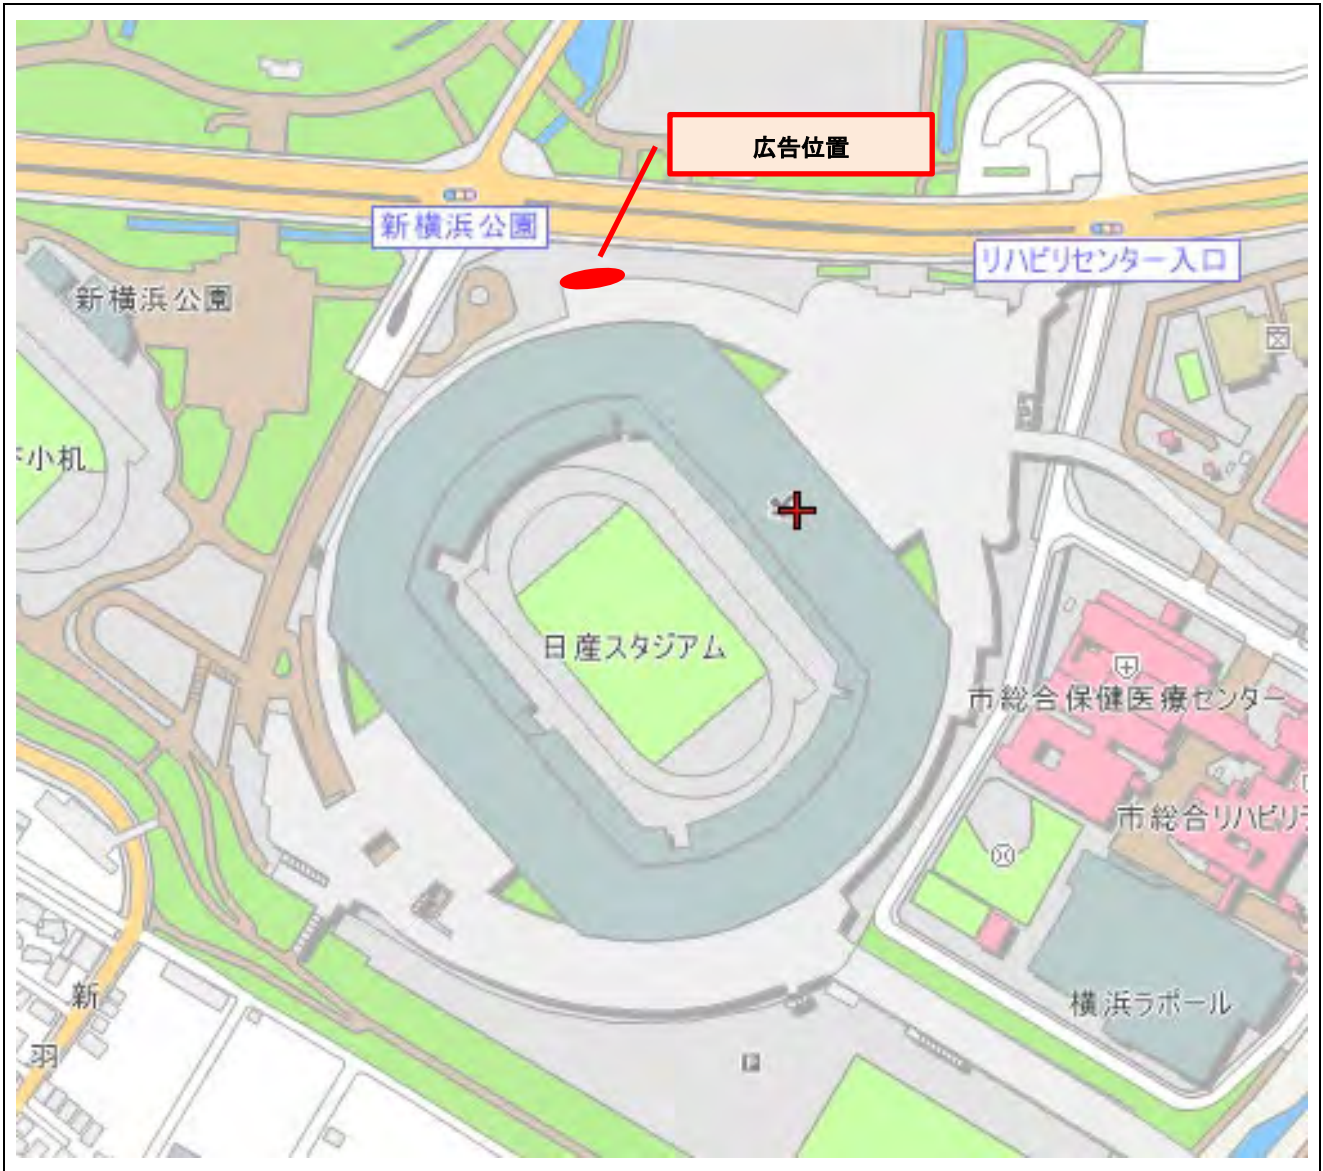 広告位置
新横浜公園
リハビリセンター入口
新横浜公園
小机
日産スタジアム
市総合保健医療センター
市総合リハビリ
横浜ラポール
新
羽
P